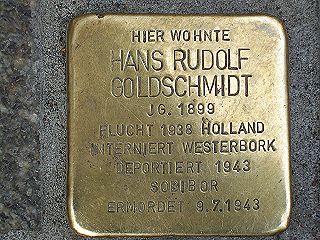 HIER WOHNTE
HANS RUDOLF
GOLDSCHMIDT
JG. 1899
FLUCHT 1938 HOLLAND
INTERNIERT WESTERBORK
DEPORTIERT 1943
SOBIBOR
ERMORDET 9.7.1943